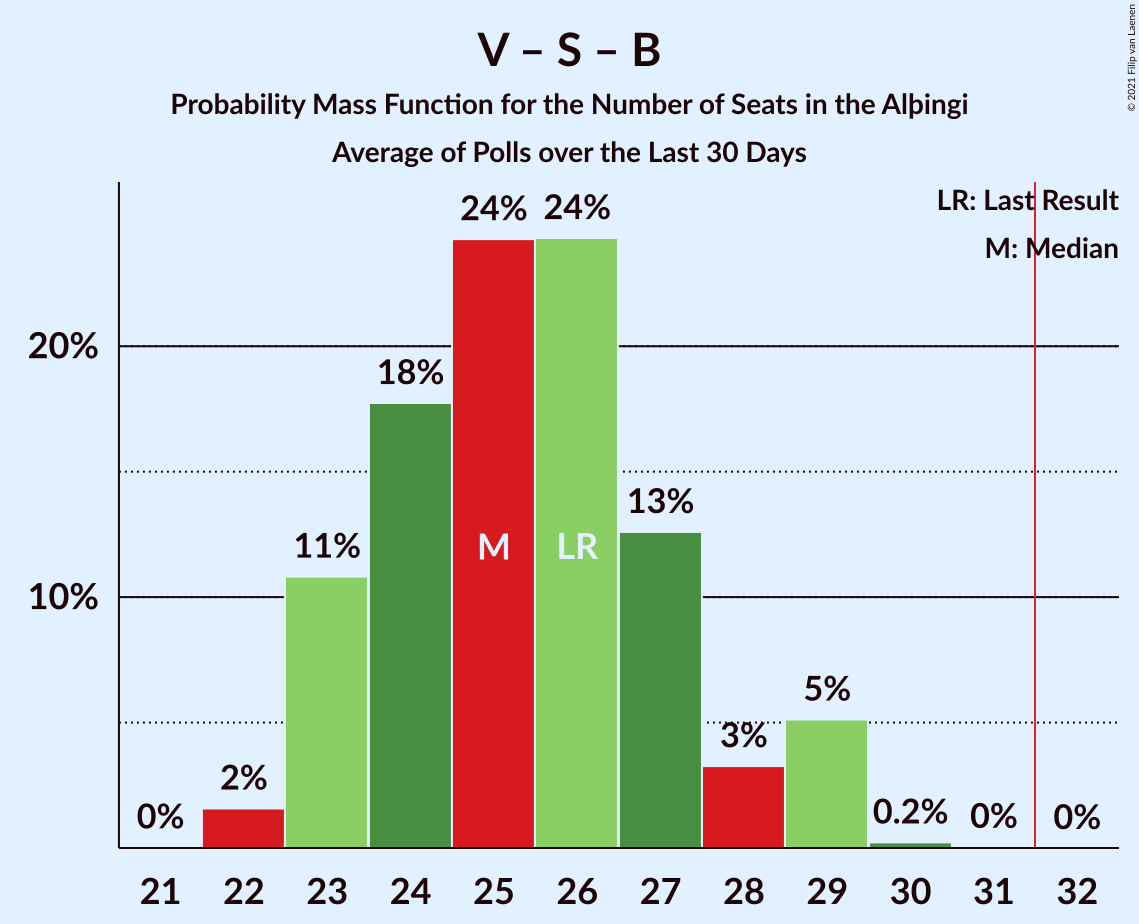 V – S – B
Probability Mass Function for the Number of Seats in the Alþingi
Average of Polls over the Last 30 Days
© 2021 Filip van Laenen
LR: Last Result
M: Median
24% 24%
20%
18%
13%
11%
M LR
10%
5%
3%
2%
0% 0.2% 0% 0%
21 22 23 24 25 26 27 28 29 30 31 32